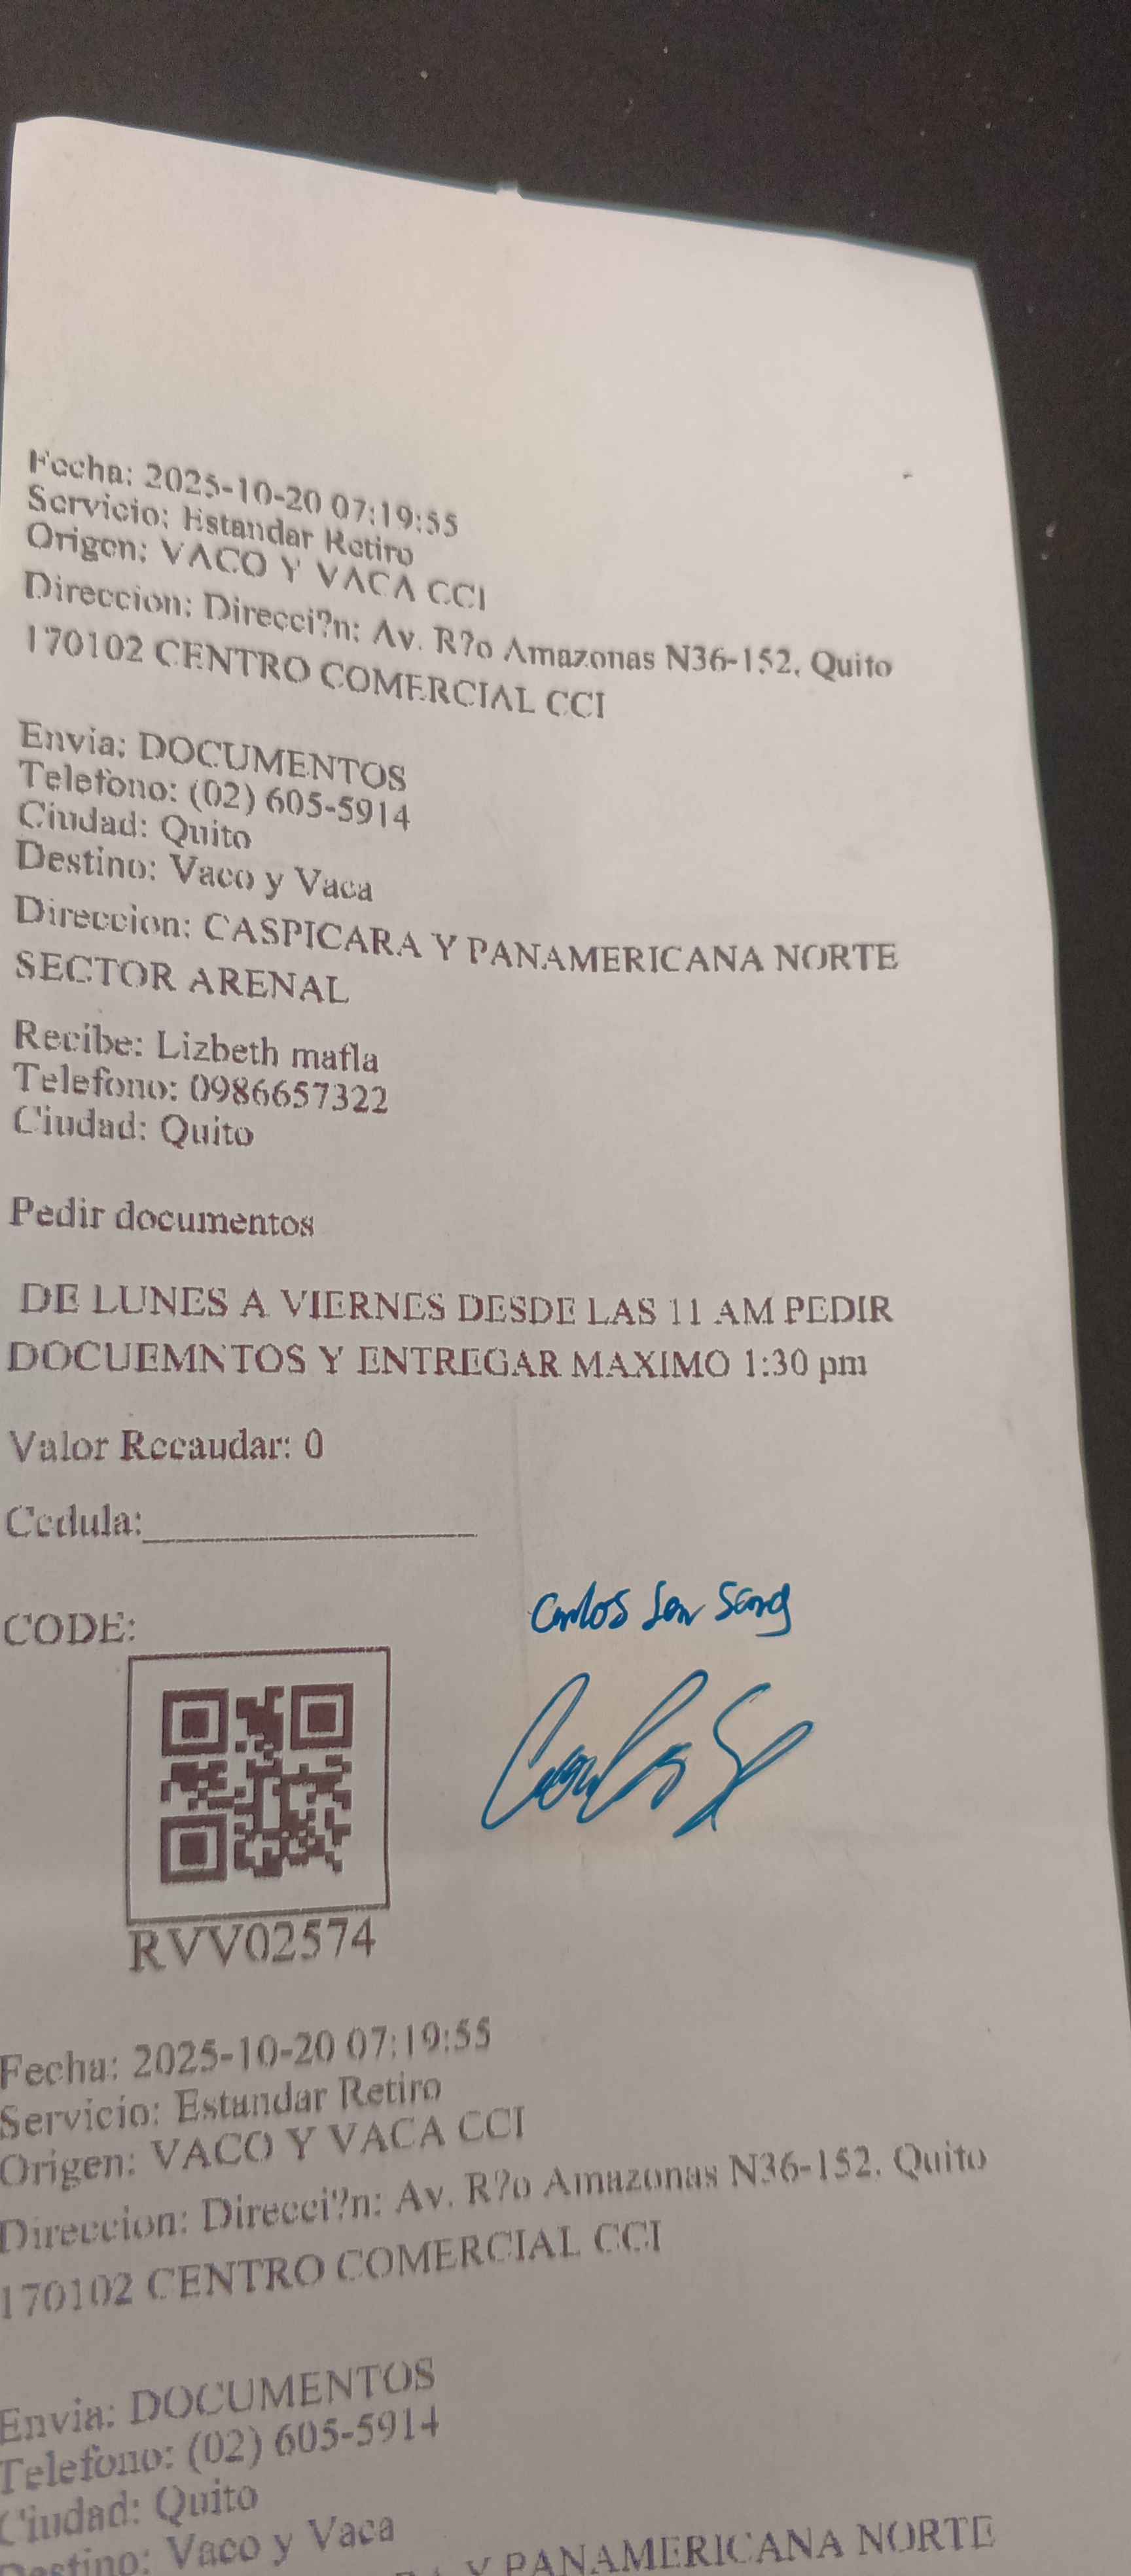 Fecha: 2025-10-20 07:19:55
Servicio: Estandar Retiro
Origen: VACO Y VACA CCI
Direccion: Direcci?n: Av. R?o Amazonas N36-152, Quito
170102 CENTRO COMERCIAL CCI
Envia: DOCUMENTOS
Telefono: (02) 605-5914
Ciudad: Quito
Destino: Vaco y Vaca
Direccion: CASPICARA Y PANAMERICANA NORTE
SECTOR ARENAL
Recibe: Lizbeth mafla
Telefono: 0986657322
Ciudad: Quito
Pedir documentos
DE LUNES A VIERNES DESDE LAS 11 AM PEDIR
DOCUEMNTOS Y ENTREGAR MAXIMO 1:30 pm
Valor Recaudar: 0
Cedula:
CODE:
Carlos
RVV02574
Fecha: 2025-10-20 07:19:55
Servicio: Estandar Retiro
Origen: VACO Y VACA CCI
Direccion: Direcci?n: Av. R?o Amazonas N36-152, Quito
170102 CENTRO COMERCIAL CCI
Envia: DOCUMENTOS
Telefono: (02) 605-5914
Ciudad: Quito
Destino: Vaco y Vaca
Y PANAMERICANA NORTE